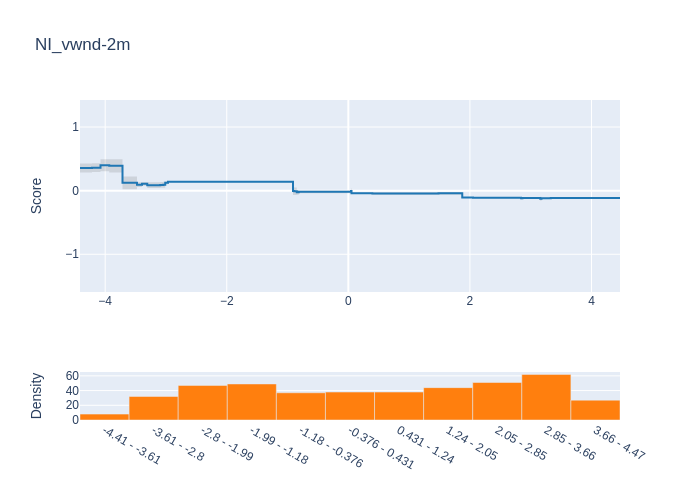 NI_vwnd-2m
Score
1
0
−1
−4
−2
0
2
4
Density
60
40
20
0
-4.41 - -3.61
-3.61 - -2.8
-2.8 - -1.99
-1.99 - -1.18
-1.18 - -0.376
-0.376 - 0.431
0.431 - 1.24
1.24 - 2.05
2.05 - 2.85
2.85 - 3.66
3.66 - 4.47